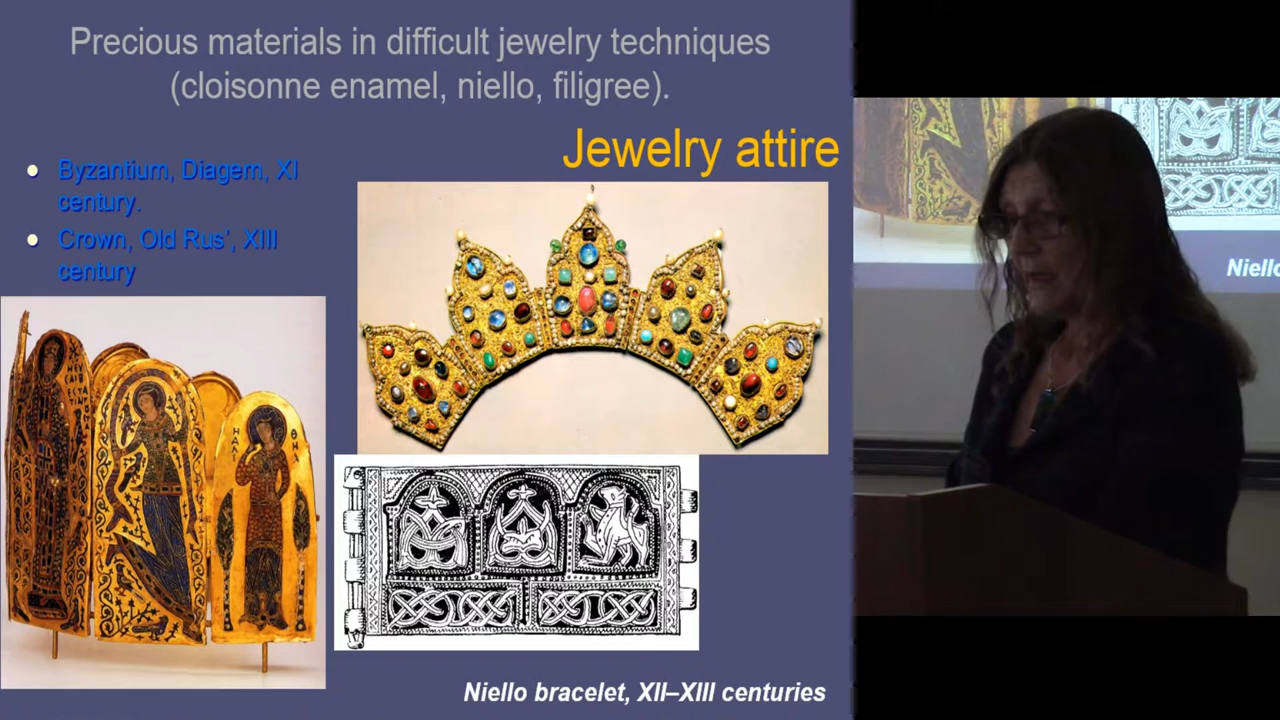 Precious materials in difficult jewelry techniques
(cloisonne enamel, niello, filigree).
Jewelry attire
Byzantium, Diagem, XI
century.
Crown, Old Rus', XIII
century
Niello bracelet, XII–XIII centuries
Niello